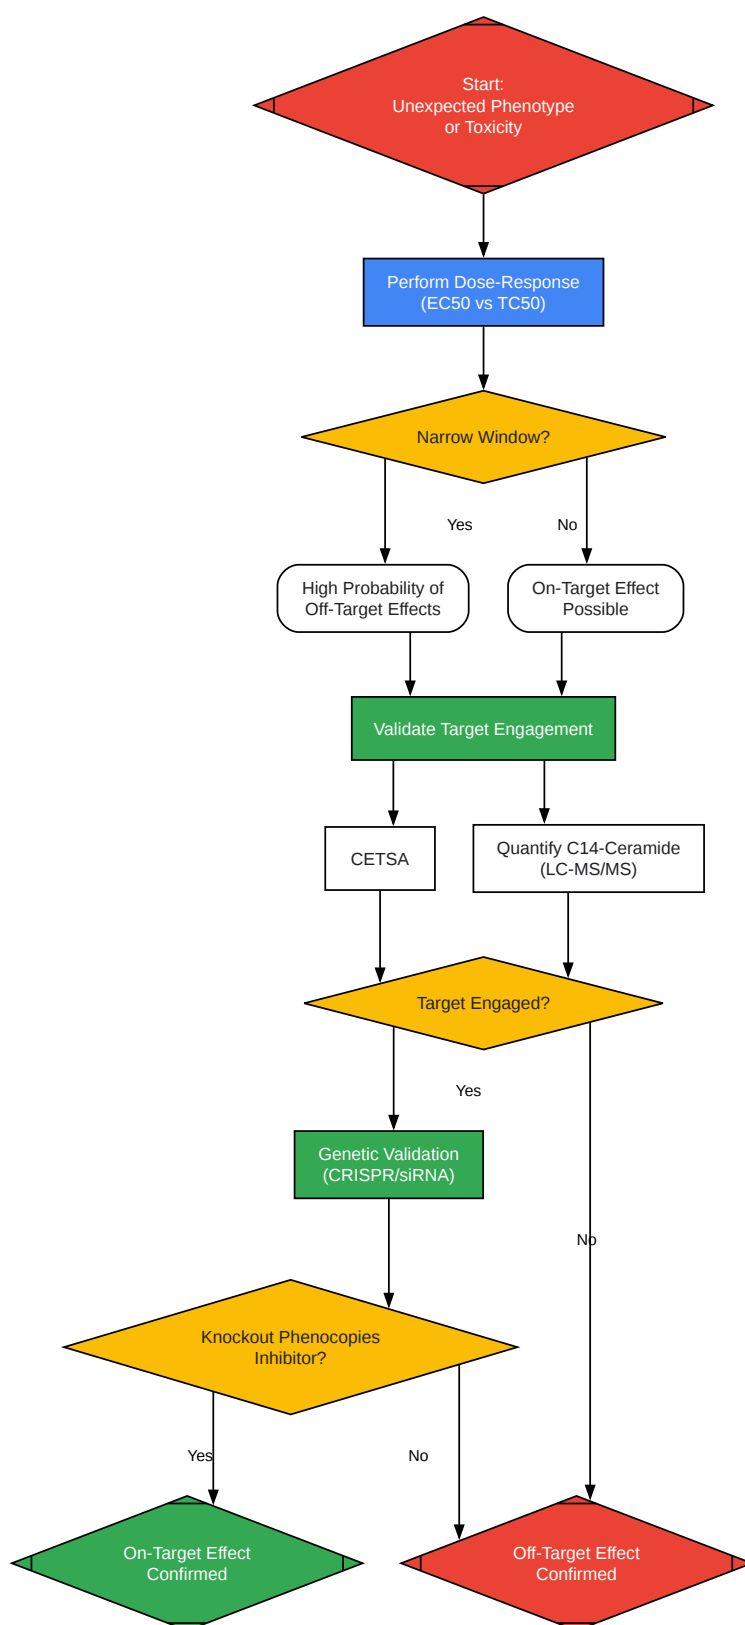 Start:
Unexpected Phenotype
or Toxicity
Perform Dose-Response
(EC50 vs TC50)
Narrow Window?
Yes
No
High Probability of
Off-Target Effects
On-Target Effect
Possible
Validate Target Engagement
CETSA
Quantify C14-Ceramide
(LC-MS/MS)
Target Engaged?
Yes
Genetic Validation
(CRISPR/siRNA)
No
Knockout Phenocopies
Inhibitor?
Yes
No
On-Target Effect
Confirmed
Off-Target Effect
Confirmed